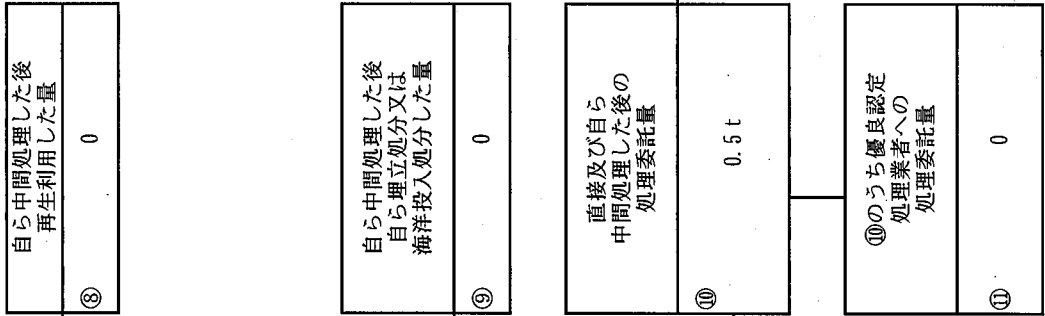 自ら中間処理した後
再生利用した量
⑧ 0
自ら中間処理した後
自ら埋立処分又は
海洋投入処分した量
⑨ 0
直接及び自ら
中間処理した後の
処理委託量
⑩ 0.5t
⑩のうち優良認定
処理業者への
処理委託量
⑪ 0